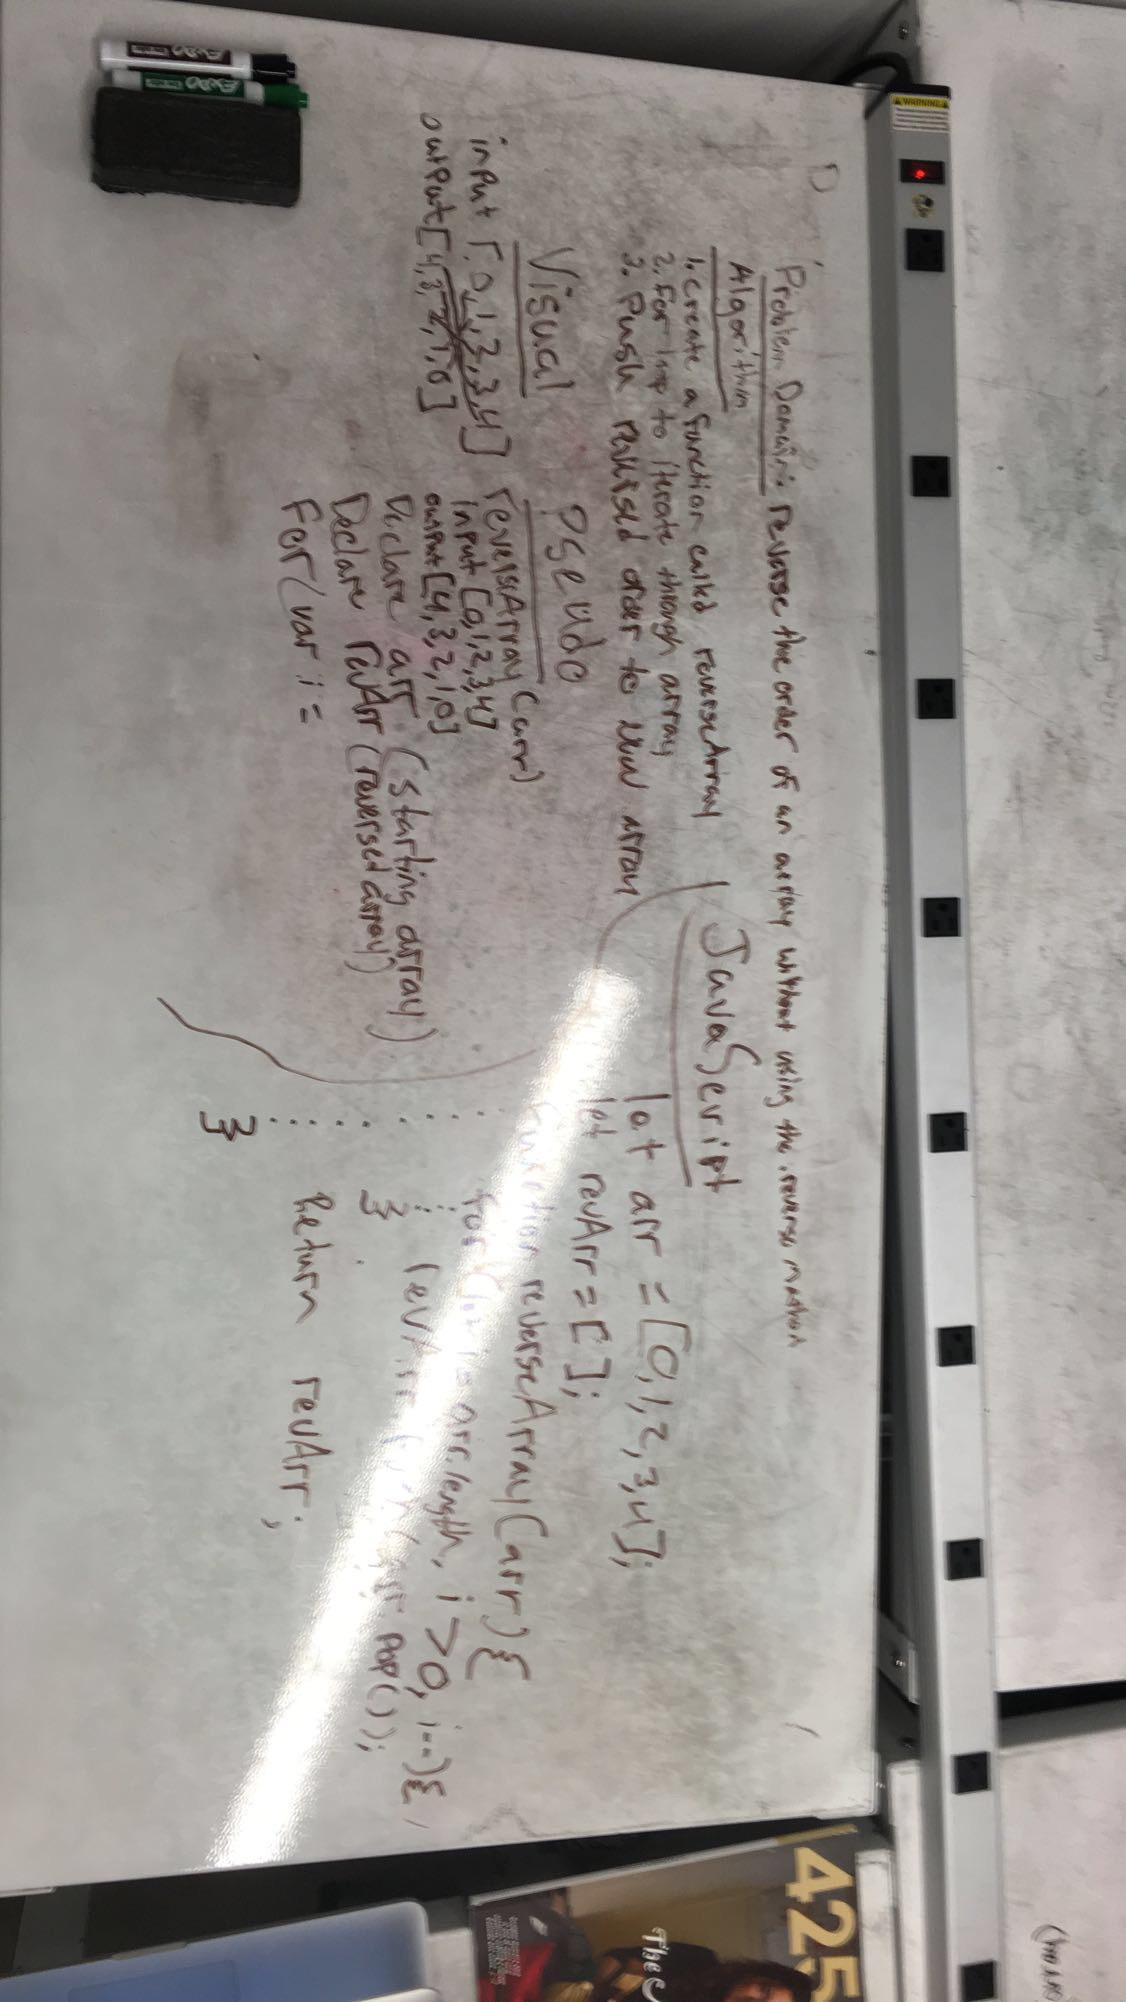 Problem Domain: reverse the order of an array without using the .reverse method
Algorithm
1. Create a function called reverseArray
2. For loop to iterate through array
3. Push reversed order to new array
Visual
input [0,1,3,3,4]
output [4,3,2,1,0]
Pseudo
reverseArray(arr)
input [0,1,2,3,4]
output [4,3,2,1,0]
Declare arr (starting array)
Declare revArr (reversed array)
For(var i =
JavaScript
let arr = [0,1,2,3,4];
let revArr = [];
function reverseArray(arr){
for arr.length, i>0, i--){
revArr pop());
}
Return revArr;
}
EXPO
EXPO
WARNING
425
The